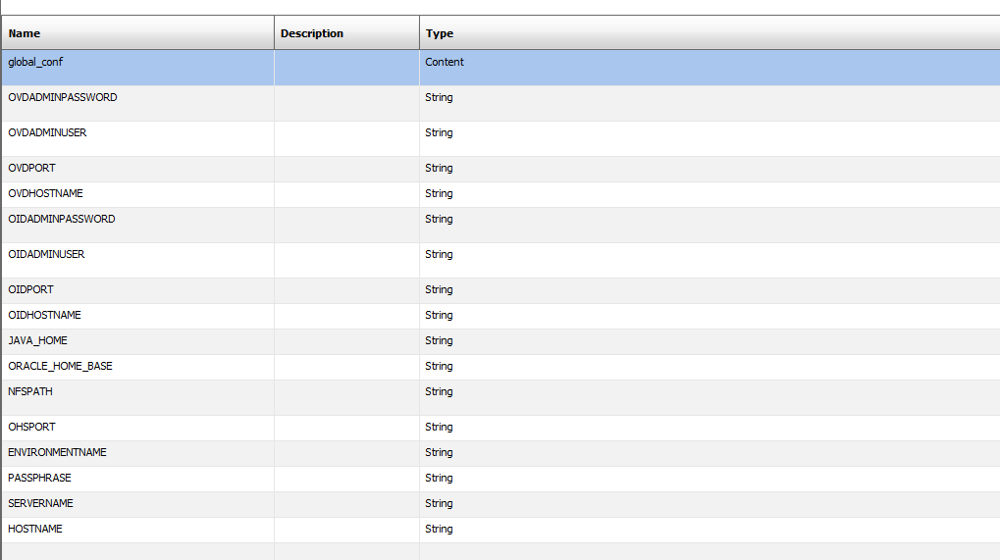 Name Description Type
global_conf Content
OVDADMINPASSWORD String
OVDADMINUSER String
OVDPORT String
OVDHOSTNAME String
OIDADMINPASSWORD String
OIDADMINUSER String
OIDPORT String
OIDHOSTNAME String
JAVA_HOME String
ORACLE_HOME_BASE String
NFSPATH String
OHSPORT String
ENVIRONMENTNAME String
PASSPHRASE String
SERVERNAME String
HOSTNAME String